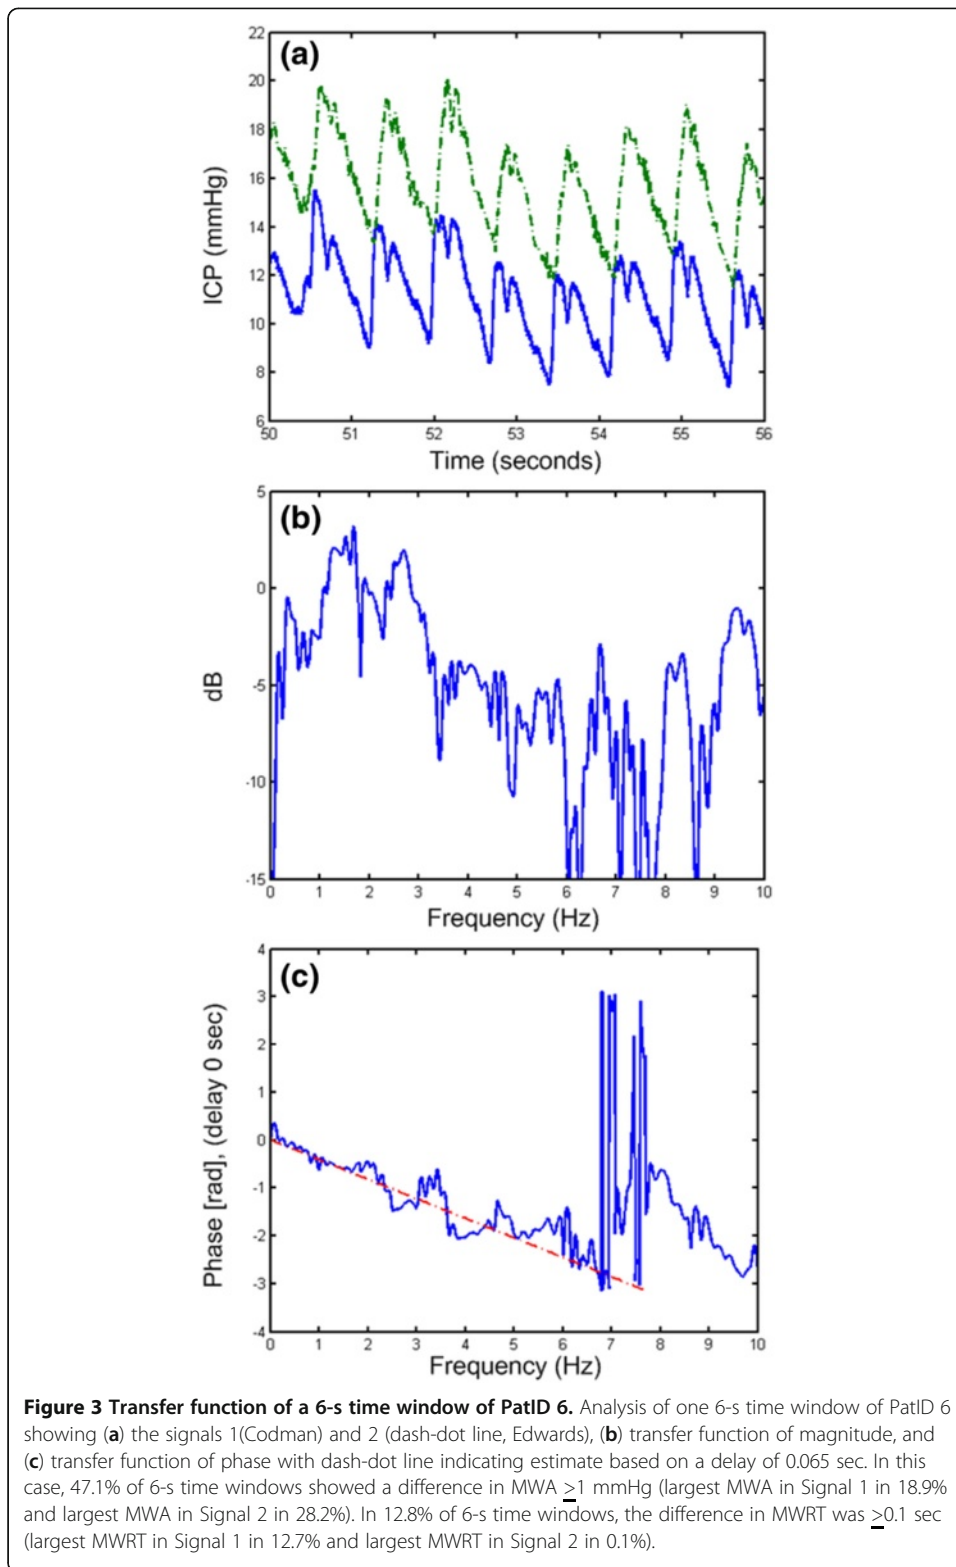 (a)
22
20
18
16
14
12
10
8
6
ICP (mmHg)
50 51 52 53 54 55 56
Time (seconds)
(b)
5
0
-5
-10
-15
dB
0 1 2 3 4 5 6 7 8 9 10
Frequency (Hz)
(c)
4
3
2
1
0
-1
-2
-3
-4
Phase [rad], (delay 0 sec)
0 1 2 3 4 5 6 7 8 9 10
Frequency (Hz)
Figure 3 Transfer function of a 6-s time window of PatID 6. Analysis of one 6-s time window of PatID 6
showing (a) the signals 1(Codman) and 2 (dash-dot line, Edwards), (b) transfer function of magnitude, and
(c) transfer function of phase with dash-dot line indicating estimate based on a delay of 0.065 sec. In this
case, 47.1% of 6-s time windows showed a difference in MWA >1 mmHg (largest MWA in Signal 1 in 18.9%
and largest MWA in Signal 2 in 28.2%). In 12.8% of 6-s time windows, the difference in MWRT was >0.1 sec
(largest MWRT in Signal 1 in 12.7% and largest MWRT in Signal 2 in 0.1%).